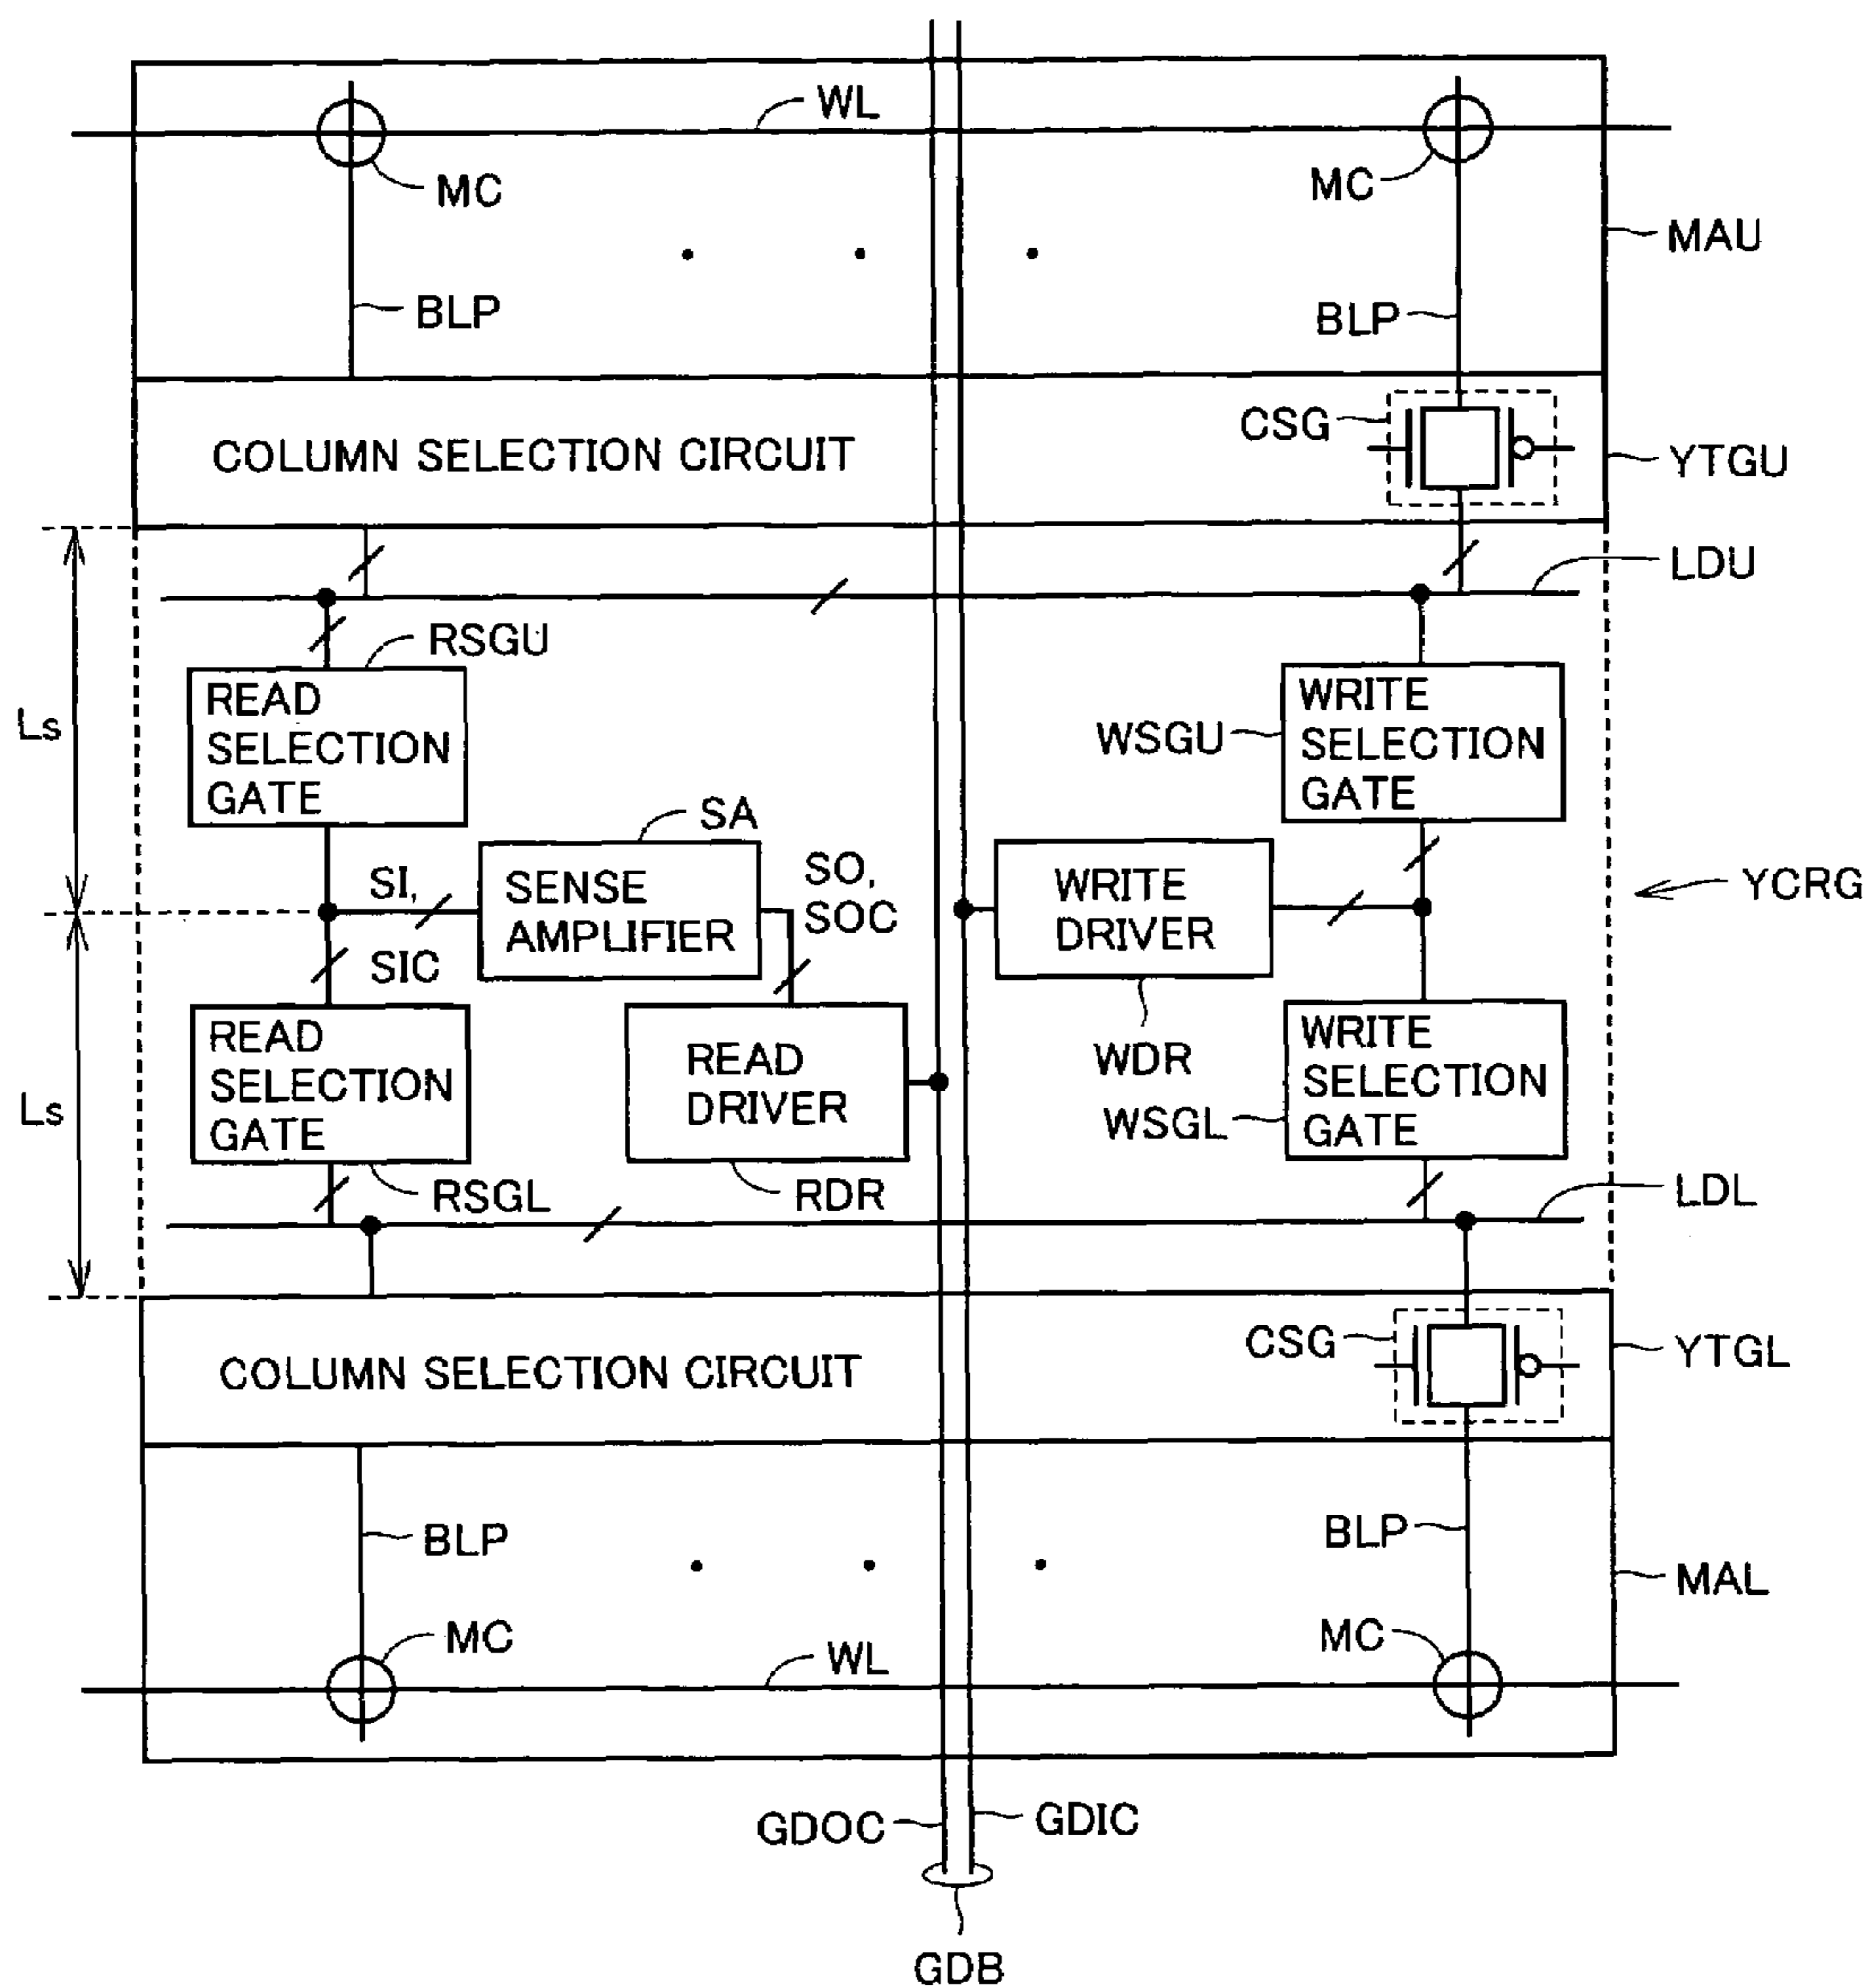 WL
MC
MC
MAU
BLP
BLP
CSG
COLUMN SELECTION CIRCUIT
YTGU
LDU
RSGU
READ
SELECTION
GATE
WRITE
SELECTION
GATE
WSGU
Ls
SA
SI,
SENSE
AMPLIFIER
SO,
SOC
WRITE
DRIVER
YCRG
SIC
READ
SELECTION
GATE
READ
DRIVER
WDR
WRITE
SELECTION
GATE
WSGL
Ls
RSGL
RDR
LDL
CSG
COLUMN SELECTION CIRCUIT
YTGL
BLP
BLP
MAL
MC
MC
WL
GDOC
GDIC
GDB